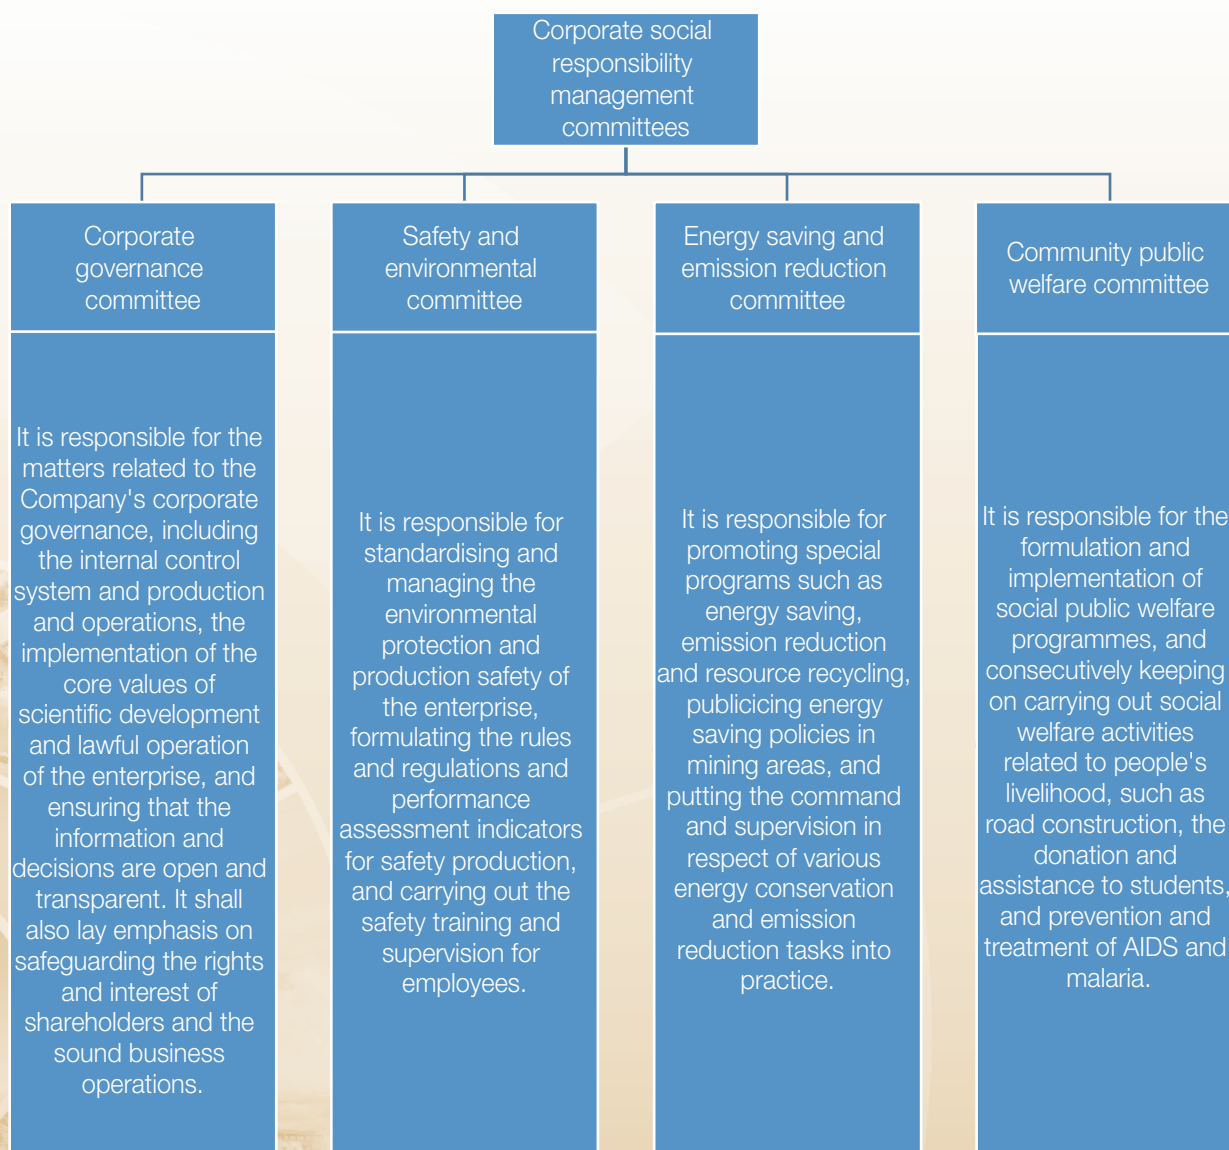 Corporate social
responsibility
management
committees
Corporate
governance
committee
It is responsible for the
matters related to the
Company's corporate
governance, including
the internal control
system and production
and operations, the
implementation of the
core values of
scientific development
and lawful operation
of the enterprise, and
ensuring that the
information and
decisions are open and
transparent. It shall
also lay emphasis on
safeguarding the rights
and interest of
shareholders and the
sound business
operations.
Safety and
environmental
committee
It is responsible for
standardising and
managing the
environmental
protection and
production safety of
the enterprise,
formulating the rules
and regulations and
performance
assessment indicators
for safety production,
and carrying out the
safety training and
supervision for
employees.
Energy saving and
emission reduction
committee
It is responsible for
promoting special
programs such as
energy saving,
emission reduction
and resource recycling,
publicicing energy
saving policies in
mining areas, and
putting the command
and supervision in
respect of various
energy conservation
and emission
reduction tasks into
practice.
Community public
welfare committee
It is responsible for the
formulation and
implementation of
social public welfare
programmes, and
consecutively keeping
on carrying out social
welfare activities
related to people's
livelihood, such as
road construction, the
donation and
assistance to students,
and prevention and
treatment of AIDS and
malaria.